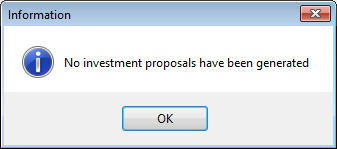 Information
No investment proposals have been generated
OK